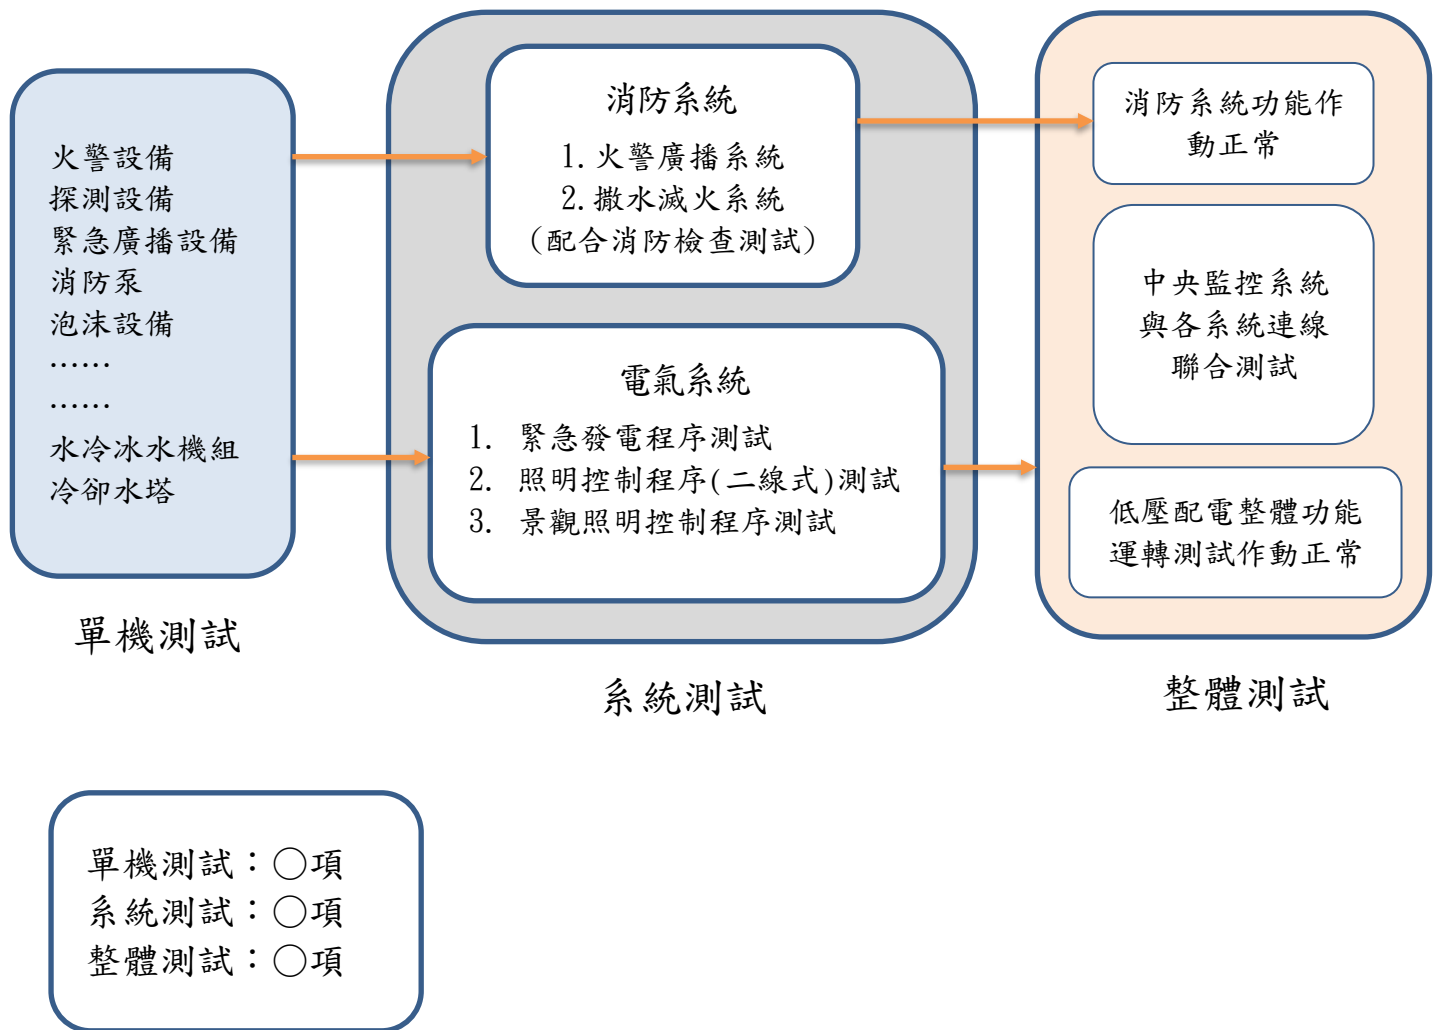 火警設備
探測設備
緊急廣播設備
消防泵
泡沫設備
……
……
水冷冰水機組
冷卻水塔
單機測試
消防系統
1. 火警廣播系統
2. 撒水滅火系統
(配合消防檢查測試)
電氣系統
1. 緊急發電程序測試
2. 照明控制程序(二線式)測試
3. 景觀照明控制程序測試
系統測試
消防系統功能作
動正常
中央監控系統
與各系統連線
聯合測試
低壓配電整體功能
運轉測試作動正常
整體測試
單機測試：○項
系統測試：○項
整體測試：○項